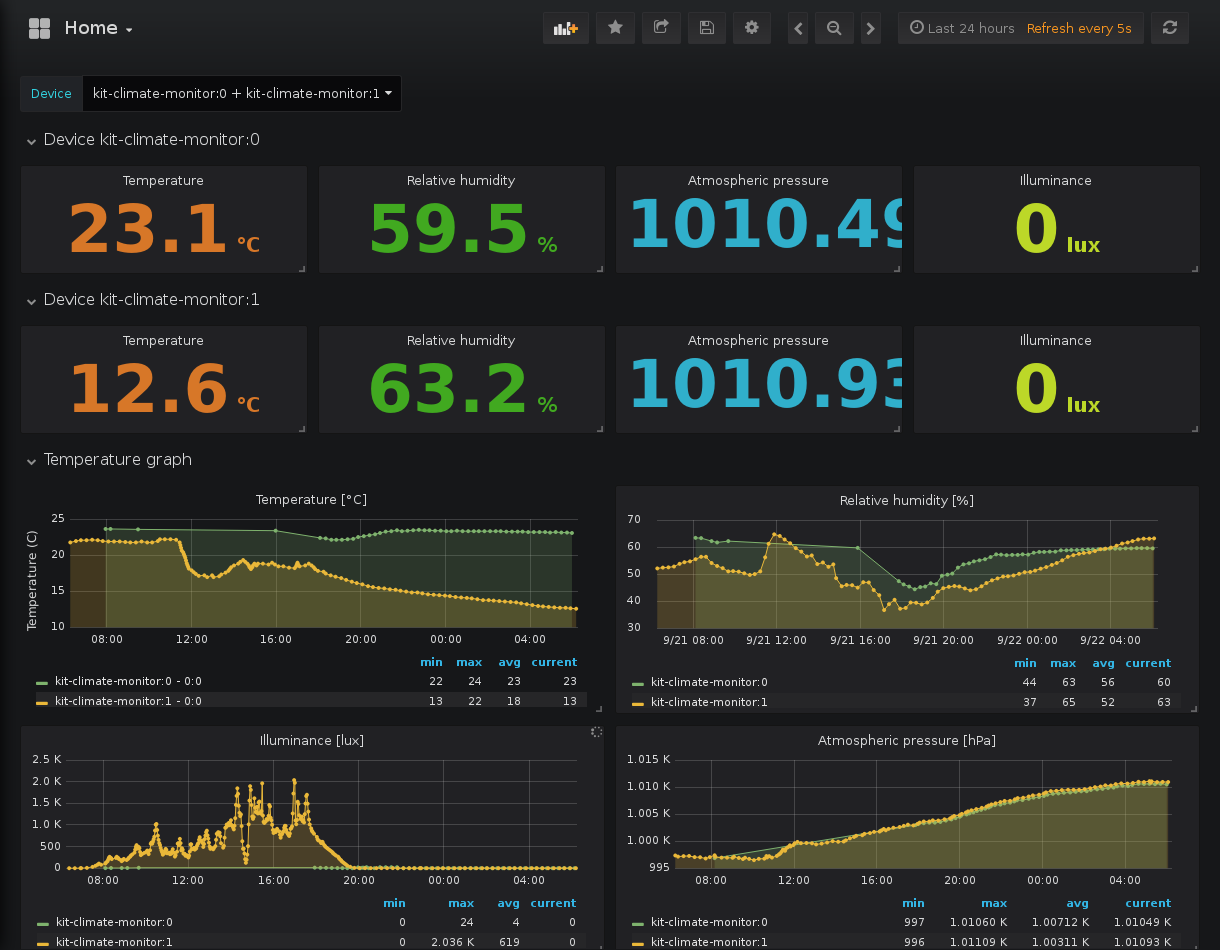 Home
Last 24 hours Refresh every 5s
Device kit-climate-monitor:0 + kit-climate-monitor:1
Device kit-climate-monitor:0
Temperature Relative humidity Atmospheric pressure Illuminance
23.1 °C 59.5 % 1010.49 0 lux
Device kit-climate-monitor:1
Temperature Relative humidity Atmospheric pressure Illuminance
12.6 °C 63.2 % 1010.93 0 lux
Temperature graph
Temperature [°C]
Temperature (C)
25
20
15
10
08:00 12:00 16:00 20:00 00:00 04:00
min max avg current
kit-climate-monitor:0 - 0:0 22 24 23 23
kit-climate-monitor:1 - 0:0 13 22 18 13
Relative humidity [%]
70
60
50
40
30
9/21 08:00 9/21 12:00 9/21 16:00 9/21 20:00 9/22 00:00 9/22 04:00
min max avg current
kit-climate-monitor:0 44 63 56 60
kit-climate-monitor:1 37 65 52 63
Illuminance [lux]
2.5 K
2.0 K
1.5 K
1.0 K
500
0
08:00 12:00 16:00 20:00 00:00 04:00
min max avg current
kit-climate-monitor:0 0 24 4 0
kit-climate-monitor:1 0 2.036 K 619 0
Atmospheric pressure [hPa]
1.015 K
1.010 K
1.005 K
1.000 K
995
08:00 12:00 16:00 20:00 00:00 04:00
min max avg current
kit-climate-monitor:0 997 1.01060 K 1.00712 K 1.01049 K
kit-climate-monitor:1 996 1.01109 K 1.00311 K 1.01093 K